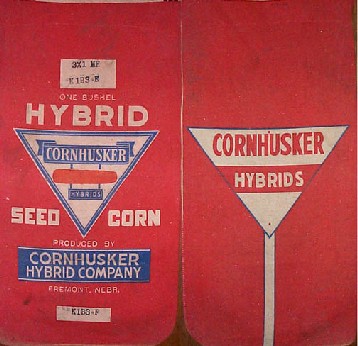 3X1 MF
K183-F
ONE BUSHEL
HYBRID
CORNHUSKER
HYBRIDS
SEED CORN
PRODUCED BY
CORNHUSKER
HYBRID COMPANY
FREMONT, NEBR.
K183-F
CORNHUSKER
HYBRIDS